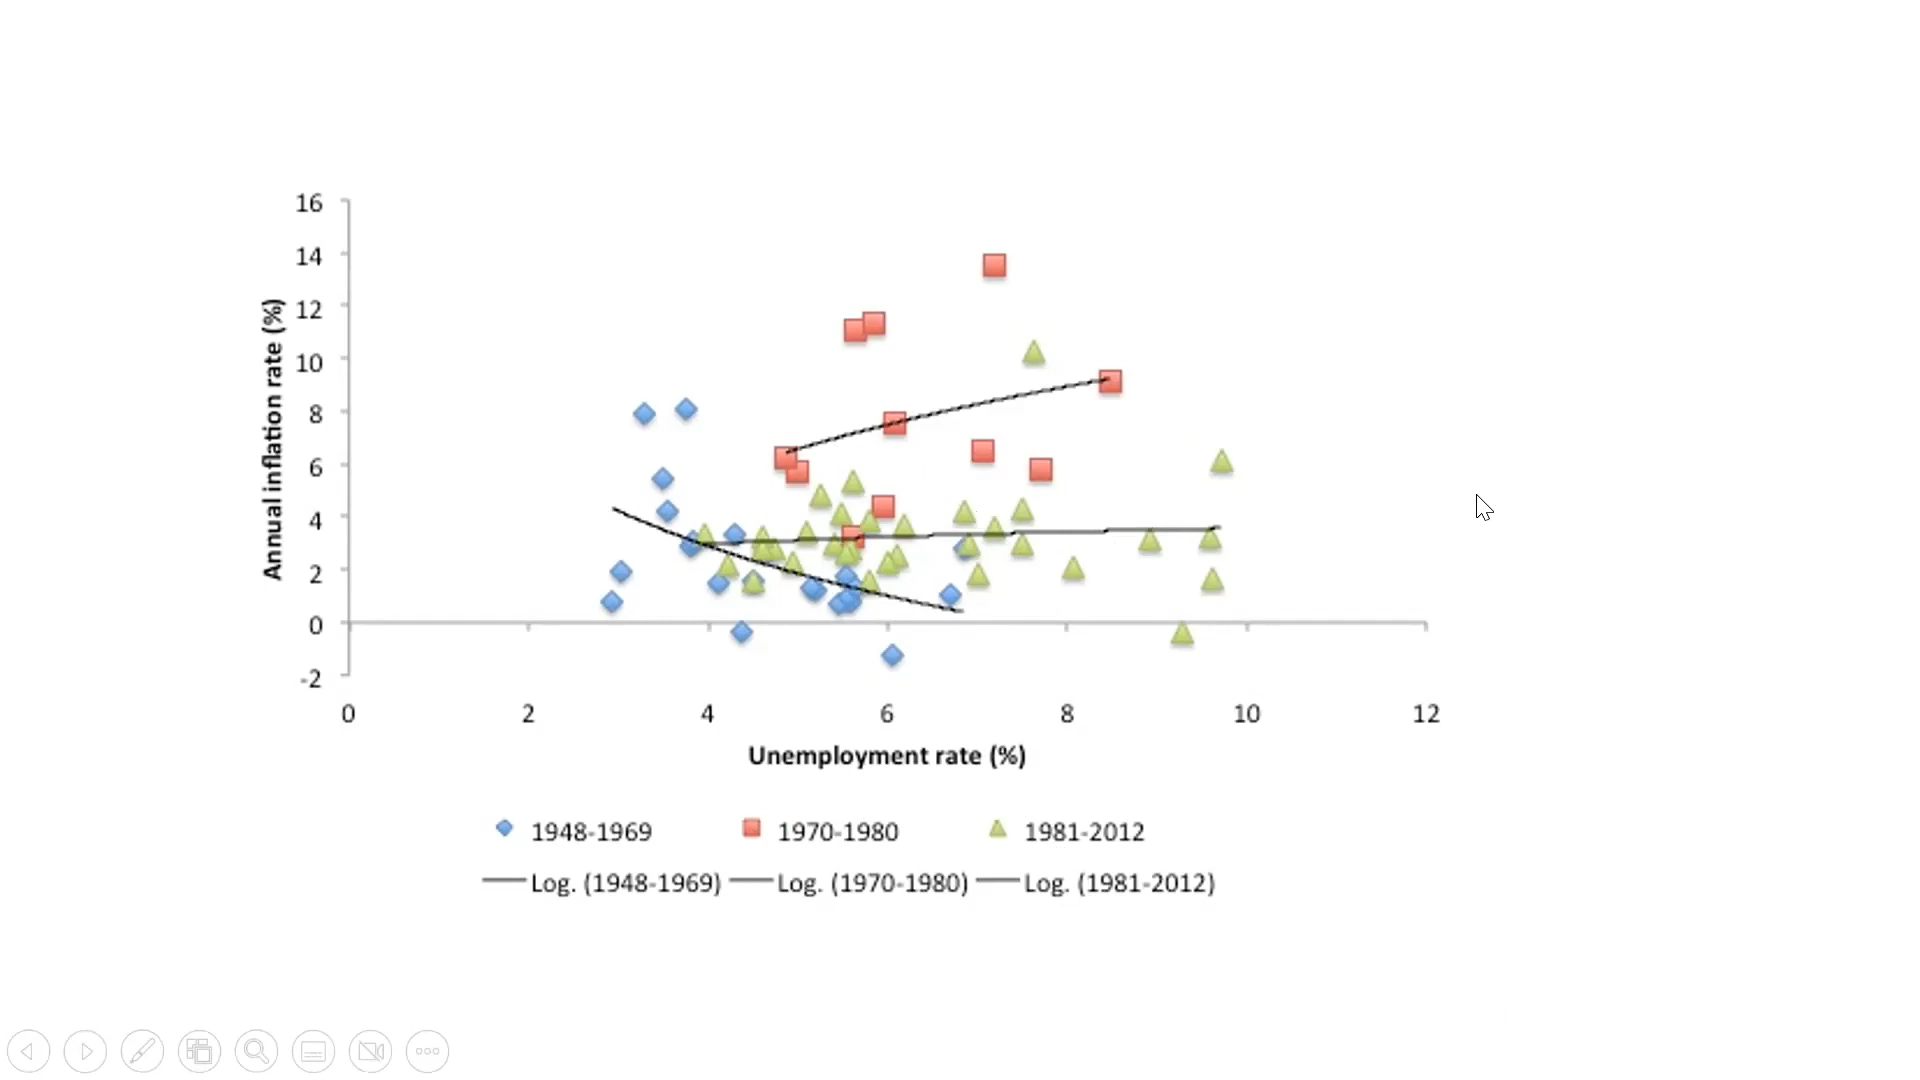 16
14
12
10
8
6
4
2
0
-2
Annual inflation rate (%)
0 2 4 6 8 10 12
Unemployment rate (%)
1948-1969 1970-1980 1981-2012
Log. (1948-1969) Log. (1970-1980) Log. (1981-2012)